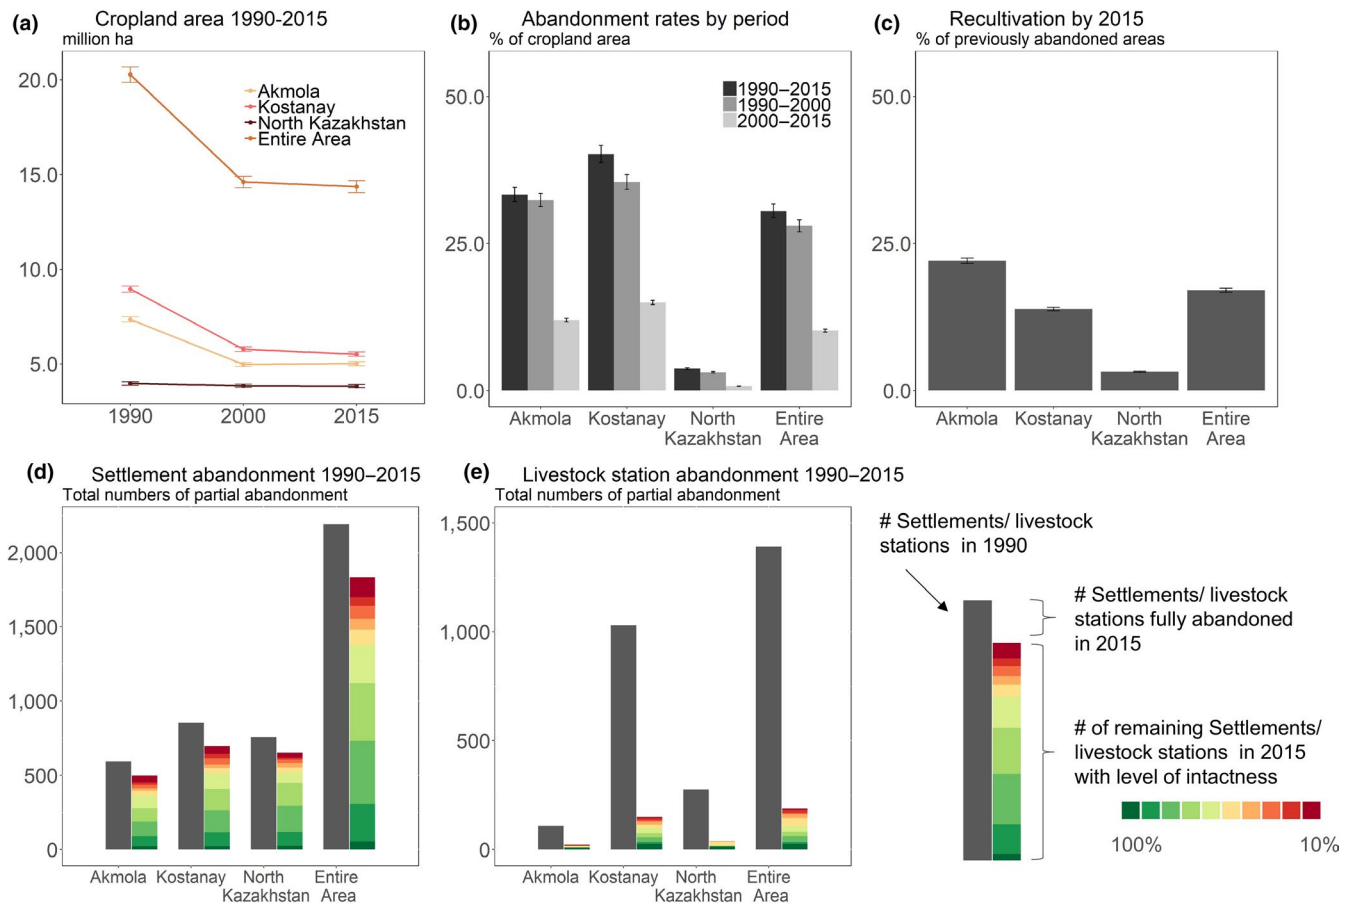 (a) Cropland area 1990-2015
million ha
20.0
15.0
10.0
5.0
Akmola
Kostanay
North Kazakhstan
Entire Area
1990 2000 2015
(b) Abandonment rates by period
% of cropland area
50.0
25.0
0.0
1990–2015
1990–2000
2000–2015
Akmola Kostanay North Entire
Kazakhstan Area
(c) Recultivation by 2015
% of previously abandoned areas
50.0
25.0
0.0
Akmola Kostanay North Entire
Kazakhstan Area
(d) Settlement abandonment 1990–2015
Total numbers of partial abandonment
2,000
1,500
1,000
500
0
Akmola Kostanay North Entire
Kazakhstan Area
(e) Livestock station abandonment 1990–2015
Total numbers of partial abandonment
1,500
1,000
500
0
Akmola Kostanay North Entire
Kazakhstan Area
# Settlements/ livestock
stations in 1990
# Settlements/ livestock
stations fully abandoned
in 2015
# of remaining Settlements/
livestock stations in 2015
with level of intactness
100% 10%